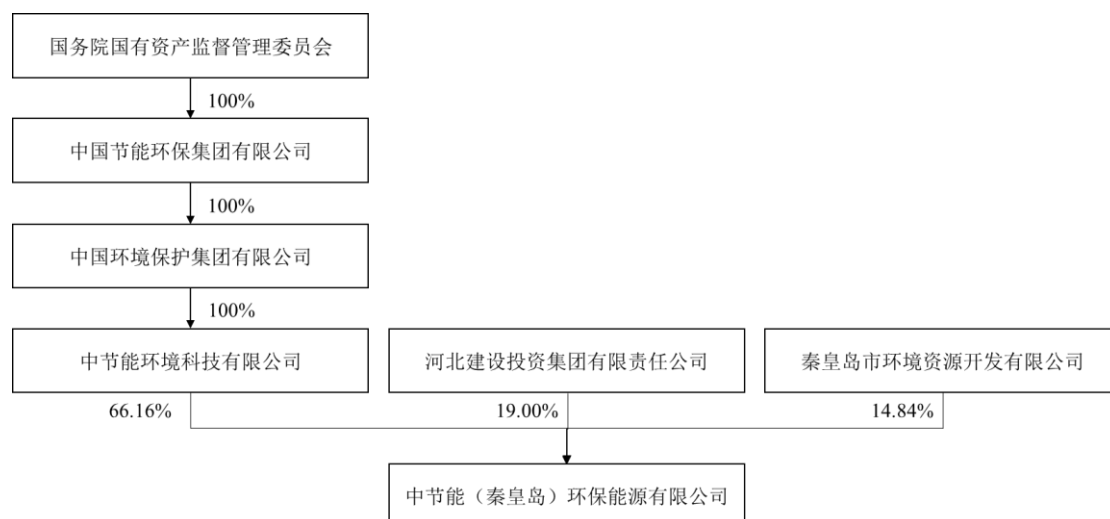 国务院国有资产监督管理委员会
100%
中国节能环保集团有限公司
100%
中国环境保护集团有限公司
100%
中节能环境科技有限公司
河北建设投资集团有限责任公司
秦皇岛市环境资源开发有限公司
66.16%
19.00%
14.84%
中节能（秦皇岛）环保能源有限公司